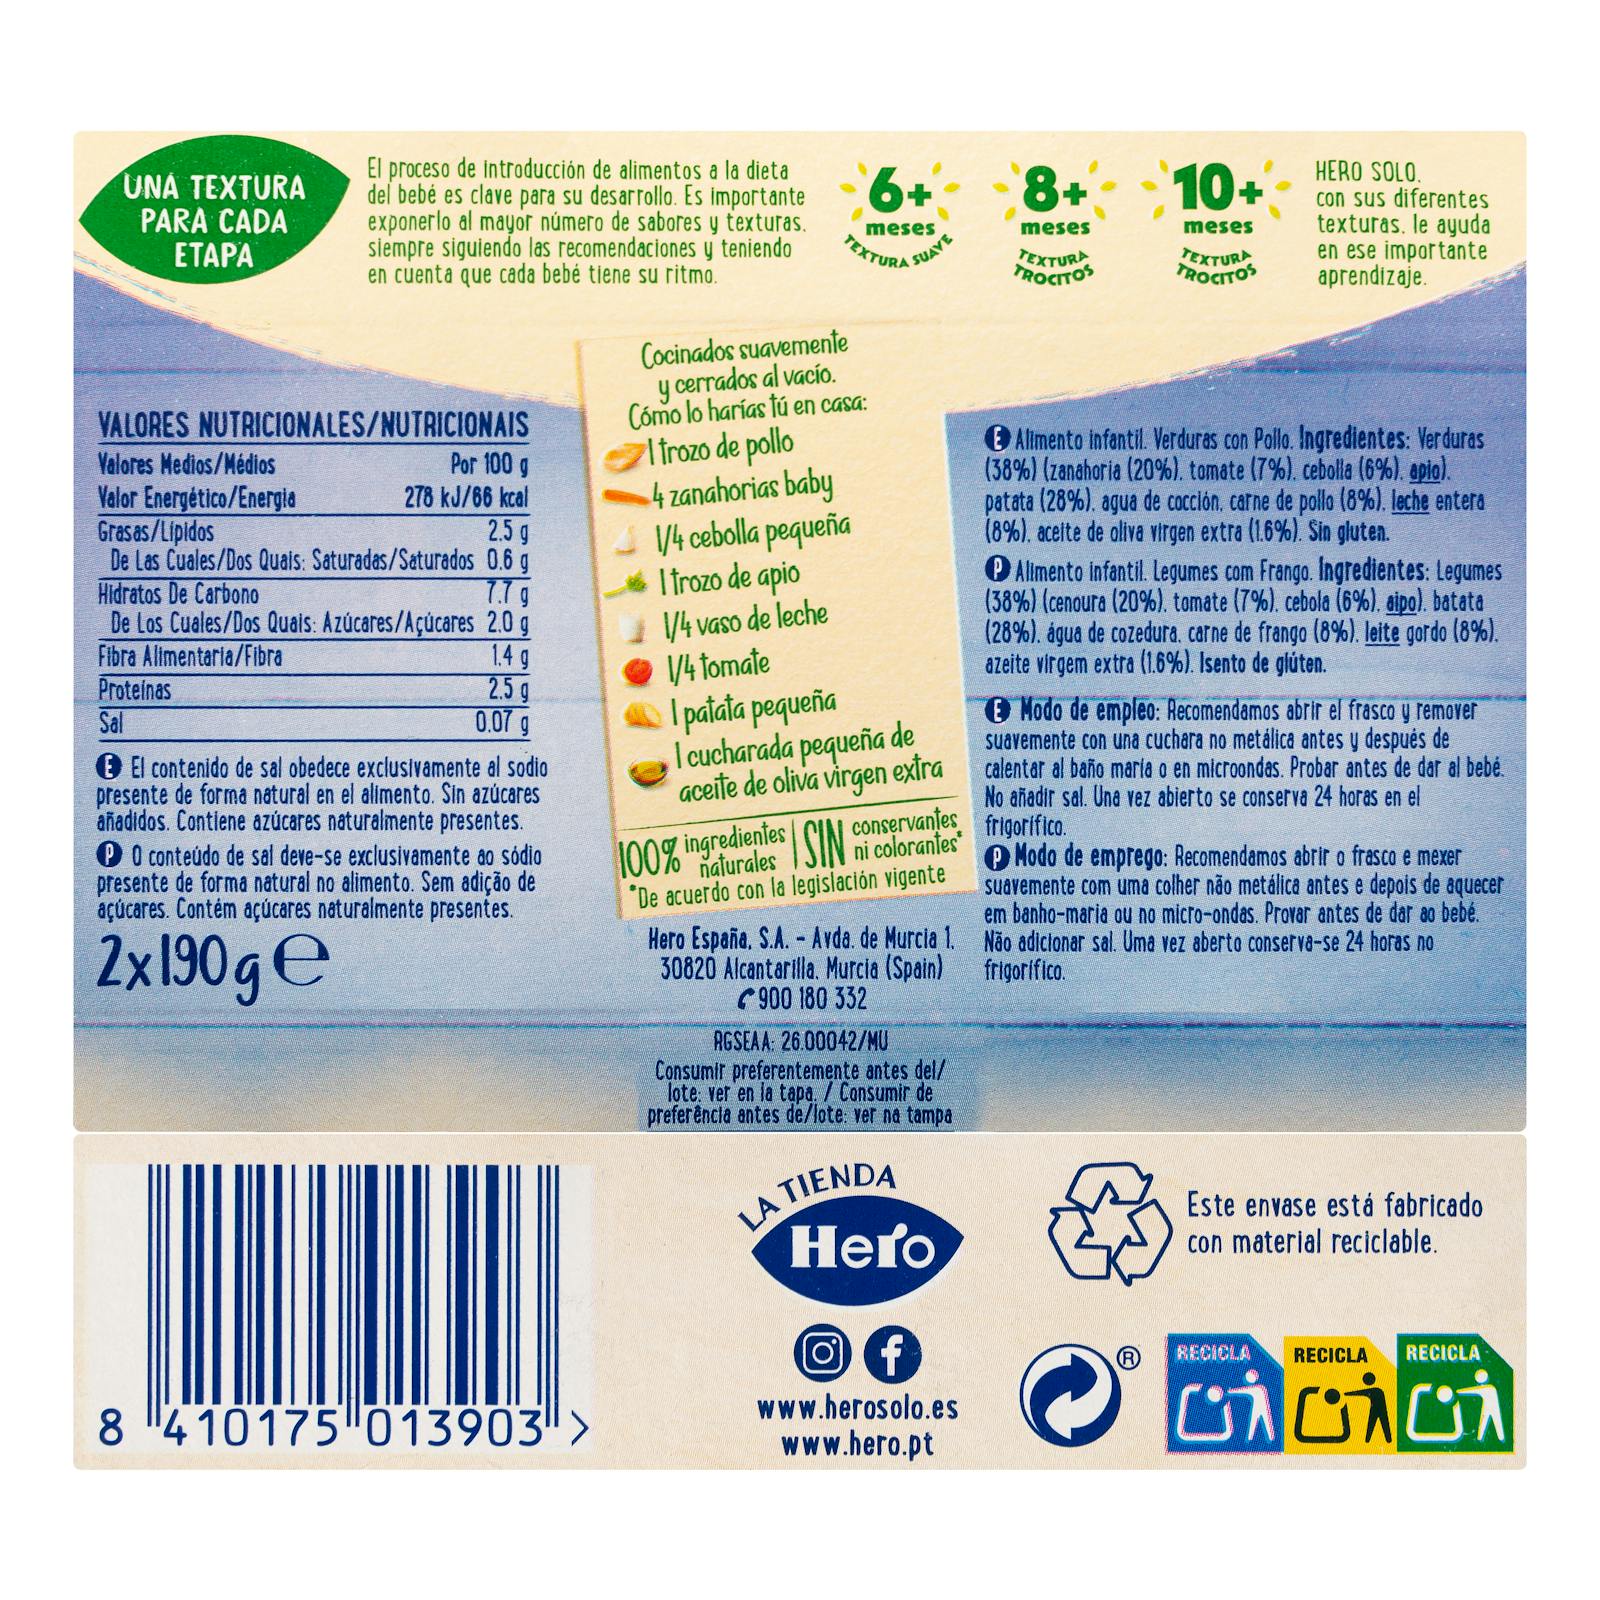 UNA TEXTURA
PARA CADA
ETAPA
El proceso de introducción de alimentos a la dieta
del bebé es clave para su desarrollo. Es importante
exponerlo al mayor número de sabores y texturas,
siempre siguiendo las recomendaciones y teniendo
en cuenta que cada bebé tiene su ritmo.
6+
meses
TEXTURA SUAVE
8+
meses
TEXTURA
TROCITOS
10+
meses
TEXTURA
TROCITOS
HERO SOLO,
con sus diferentes
texturas, le ayuda
en ese importante
aprendizaje.
VALORES NUTRICIONALES/NUTRICIONAIS
Valores Medios/Médios Por 100 g
Valor Energético/Energia 278 kJ/66 kcal
Grasas/Lípidos 2.5 g
De Las Cuales/Dos Quais: Saturadas/Saturados 0.6 g
Hidratos De Carbono 7.7 g
De Los Cuales/Dos Quais: Azúcares/Açúcares 2.0 g
Fibra Alimentaria/Fibra 1.4 g
Proteínas 2.5 g
Sal 0.07 g
E El contenido de sal obedece exclusivamente al sodio
presente de forma natural en el alimento. Sin azúcares
añadidos. Contiene azúcares naturalmente presentes.
P O conteúdo de sal deve-se exclusivamente ao sódio
presente de forma natural no alimento. Sem adição de
açúcares. Contém açúcares naturalmente presentes.
2x190 g e
Cocinados suavemente
y cerrados al vacío.
Cómo lo harías tú en casa:
1 trozo de pollo
4 zanahorias baby
1/4 cebolla pequeña
1 trozo de apio
1/4 vaso de leche
1/4 tomate
1 patata pequeña
1 cucharada pequeña de
aceite de oliva virgen extra
100% ingredientes naturales | SIN conservantes ni colorantes*
*De acuerdo con la legislación vigente
Hero España, S.A. - Avda. de Murcia 1,
30820 Alcantarilla, Murcia (Spain)
900 180 332
RGSEAA: 26.00042/MU
Consumir preferentemente antes del/
lote: ver en la tapa. / Consumir de
preferência antes de/lote: ver na tampa
E Alimento infantil. Verduras con Pollo. Ingredientes: Verduras
(38%) (zanahoria (20%), tomate (7%), cebolla (6%), apio),
patata (28%), agua de cocción, carne de pollo (8%), leche entera
(8%), aceite de oliva virgen extra (1.6%). Sin gluten.
P Alimento infantil. Legumes com Frango. Ingredientes: Legumes
(38%) (cenoura (20%), tomate (7%), cebola (6%), aipo), batata
(28%), água de cozedura, carne de frango (8%), leite gordo (8%),
azeite virgem extra (1.6%). Isento de glúten.
E Modo de empleo: Recomendamos abrir el frasco y remover
suavemente con una cuchara no metálica antes y después de
calentar al baño maría o en microondas. Probar antes de dar al bebé.
No añadir sal. Una vez abierto se conserva 24 horas en el
frigorífico.
P Modo de emprego: Recomendamos abrir o frasco e mexer
suavemente com uma colher não metálica antes e depois de aquecer
em banho-maria ou no micro-ondas. Provar antes de dar ao bebé.
Não adicionar sal. Uma vez aberto conserva-se 24 horas no
frigorífico.
8 410175 013903 >
LA TIENDA
Hero
www.herosolo.es
www.hero.pt
Este envase está fabricado
con material reciclable.
®
RECICLA
RECICLA
RECICLA